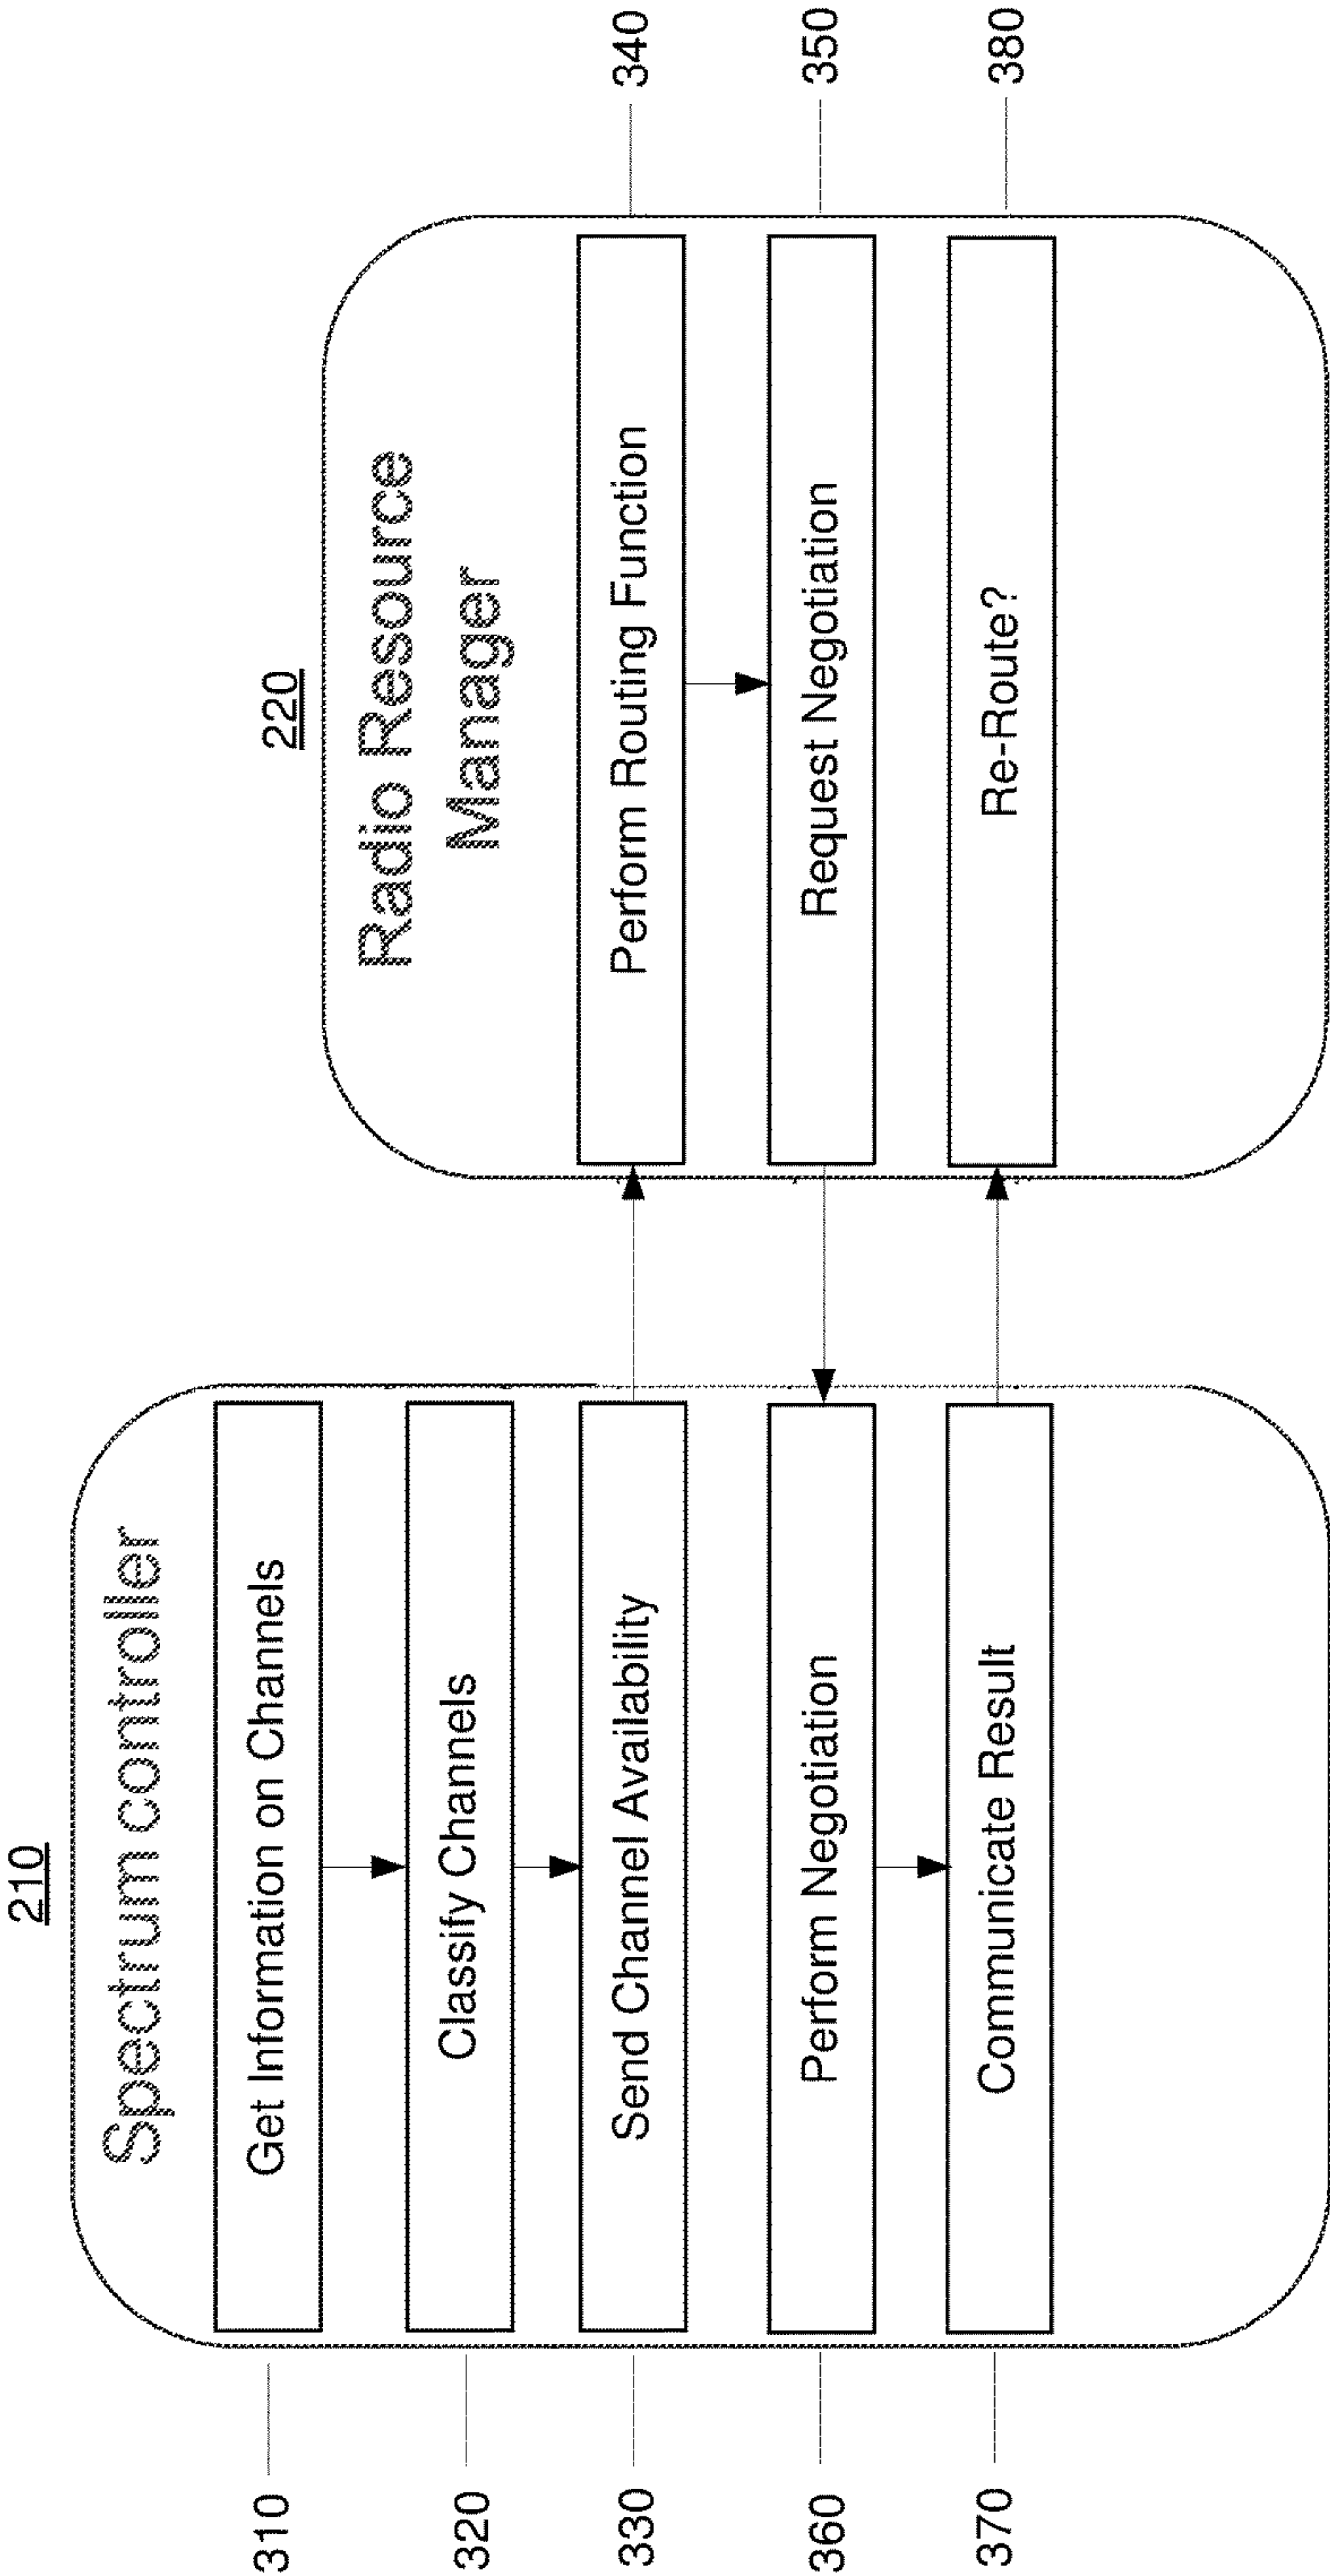 210
Spectrum controller
310
Get Information on Channels
320
Classify Channels
330
Send Channel Availability
360
Perform Negotiation
370
Communicate Result
220
Radio Resource
Manager
Perform Routing Function
340
Request Negotiation
350
Re-Route?
380